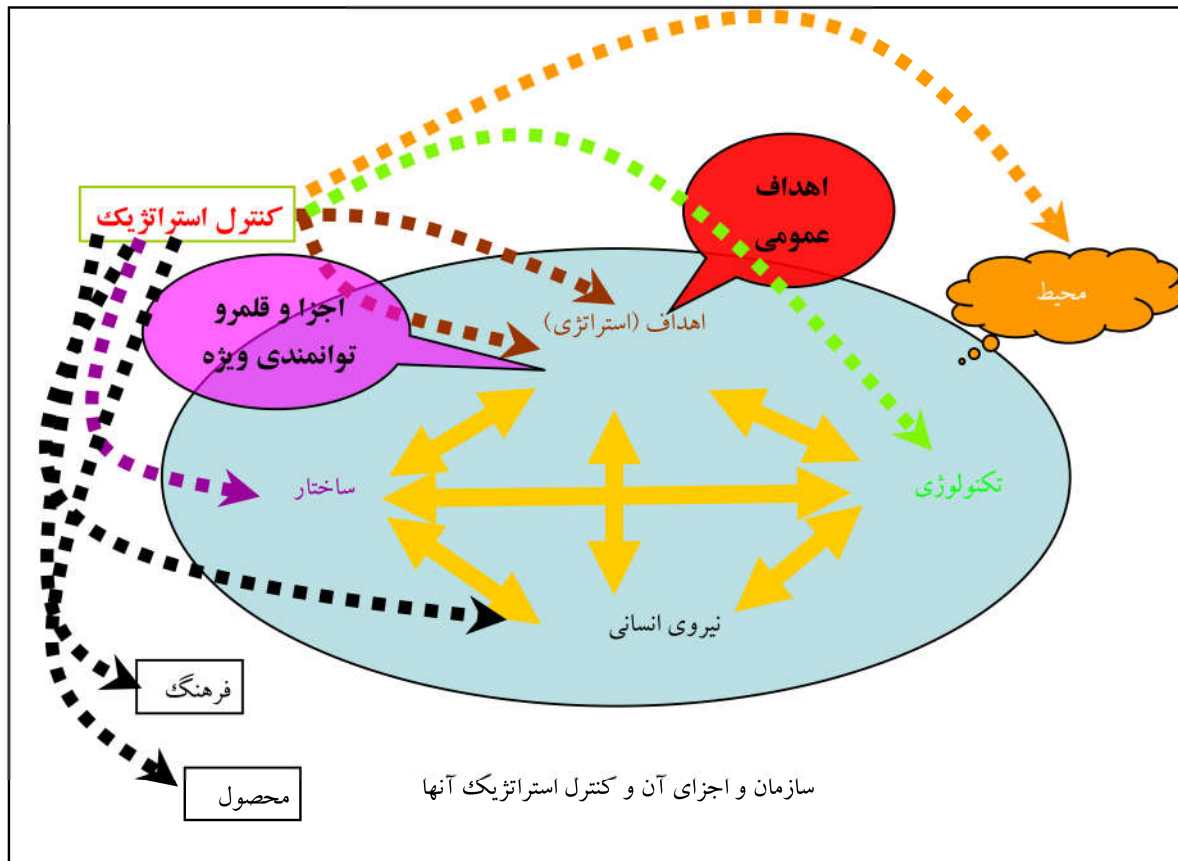 اهداف
عمومی
کنترل استراتژیک
محیط
اجزا و قلمرو
توانمندی ویژه
اهداف (استراتژی)
ساختار
تکنولوژی
نیروی انسانی
فرهنگ
محصول
سازمان و اجزای آن و کنترل استراتژیک آنها